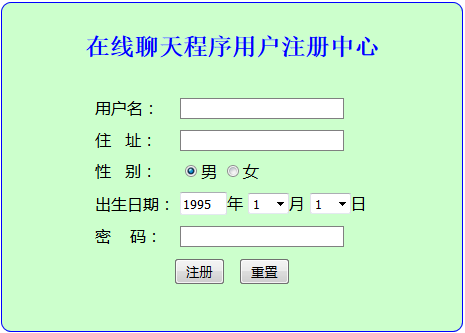 在线聊天程序用户注册中心
用户名：
住 址：
性 别： 男 女
出生日期： 1995 年 1 月 1 日
密 码：
注册 重置